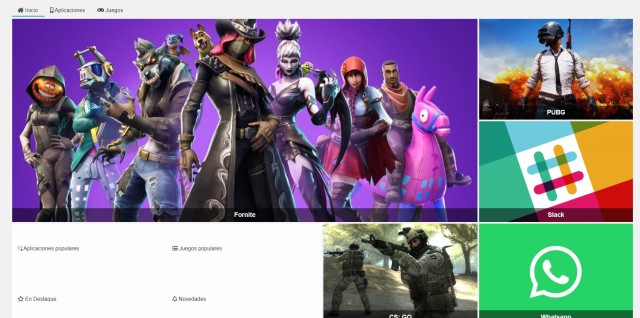 Inicio Aplicaciones Juegos
PUBG
Fornite
Slack
Aplicaciones populares Juegos populares
En Destaque Novedades
CS: GO
Whatsapp